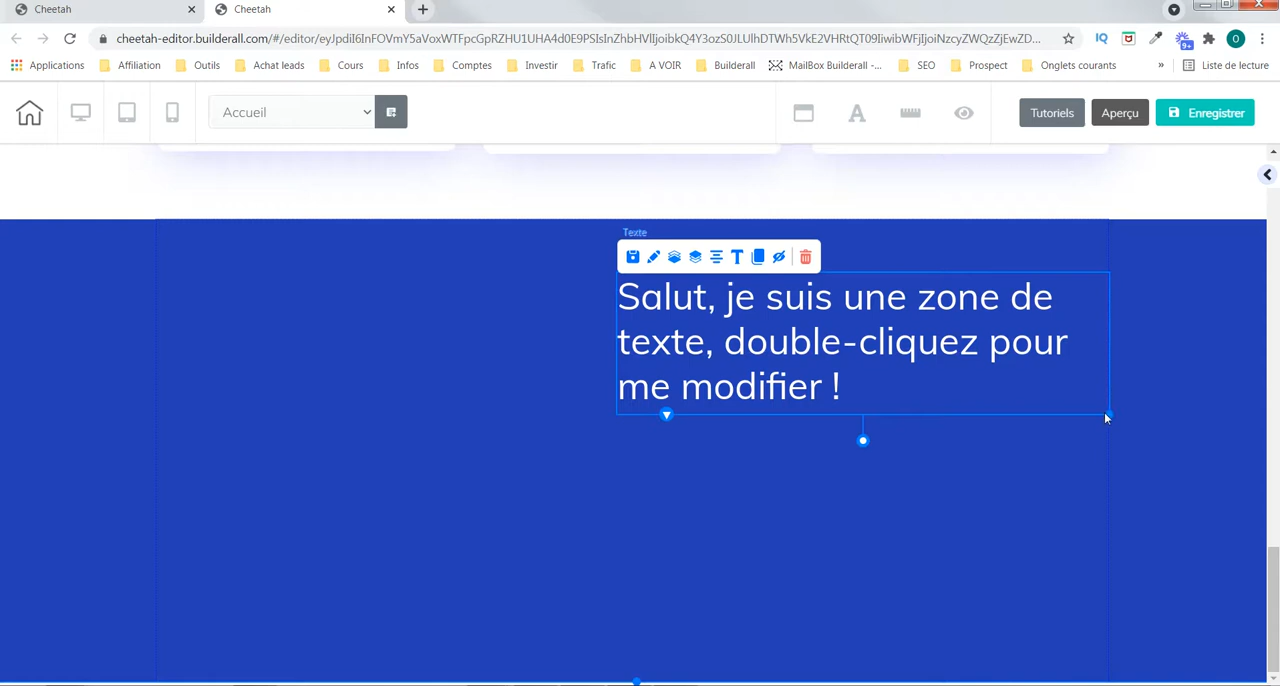 Cheetah
Cheetah
cheetah-editor.builderall.com/#/editor/eyJpdiI6InFOVmY5aVoxWTFpcGpRZHU1UHA4d0E9PSIsInZhbHVlIjoibkQ4Y3ozS0JLUlhDTWh5VkE2VHRtQT09IiwibWFjIjoiNzcyZWQzZjEwZD...
IQ
9+
O
Applications Affiliation Outils Achat leads Cours Infos Comptes Investir Trafic A VOIR Builderall MailBox Builderall -... SEO Prospect Onglets courants » Liste de lecture
Accueil
Tutoriels
Aperçu
Enregistrer
Texte
Salut, je suis une zone de
texte, double-cliquez pour
me modifier !